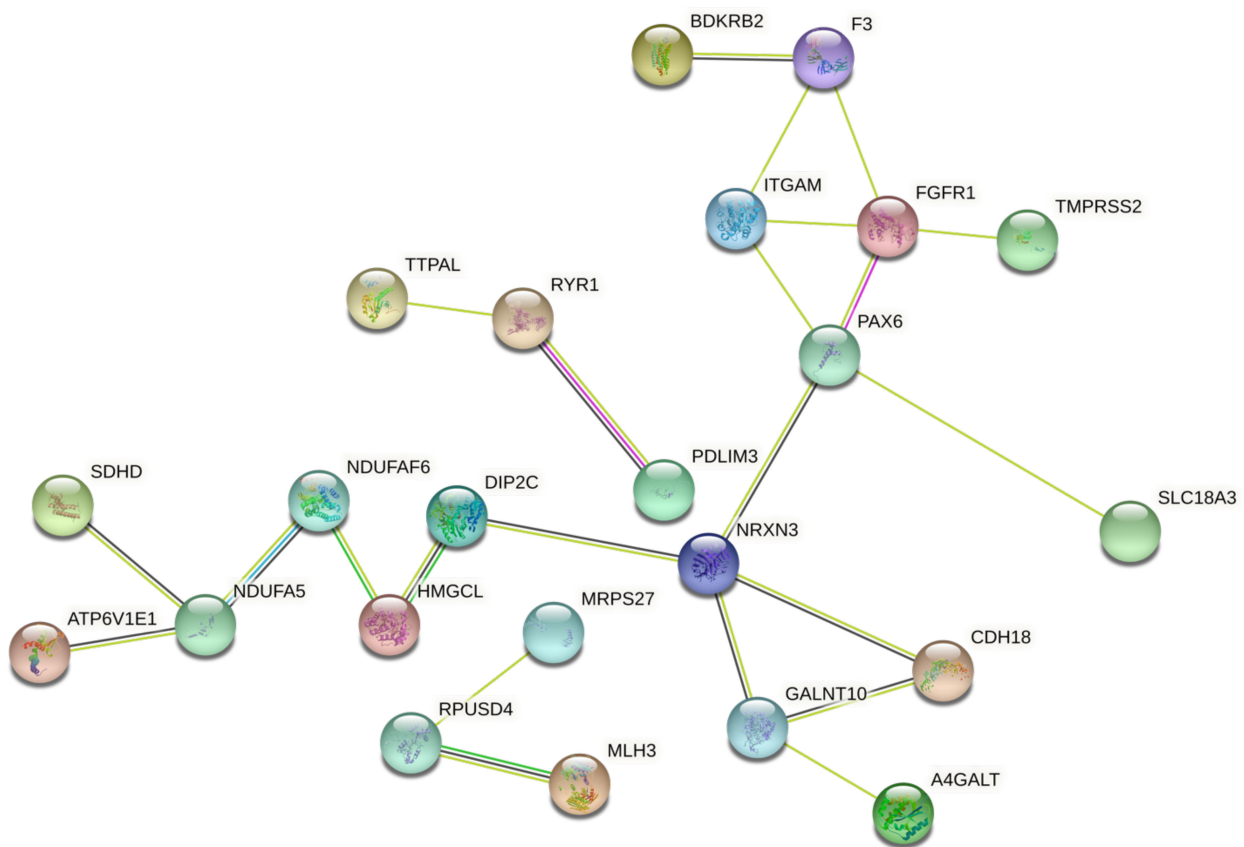 BDKRB2
F3
ITGAM
FGFR1
TMPRSS2
TTPAL
RYR1
PAX6
PDLIM3
SDHD
NDUFAF6
DIP2C
SLC18A3
NRXN3
NDUFA5
HMGCL
MRPS27
ATP6V1E1
CDH18
GALNT10
RPUSD4
MLH3
A4GALT